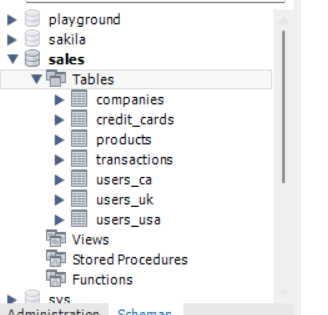 playground
sakila
sales
Tables
companies
credit_cards
products
transactions
users_ca
users_uk
users_usa
Views
Stored Procedures
Functions
sys
Administration Schemas